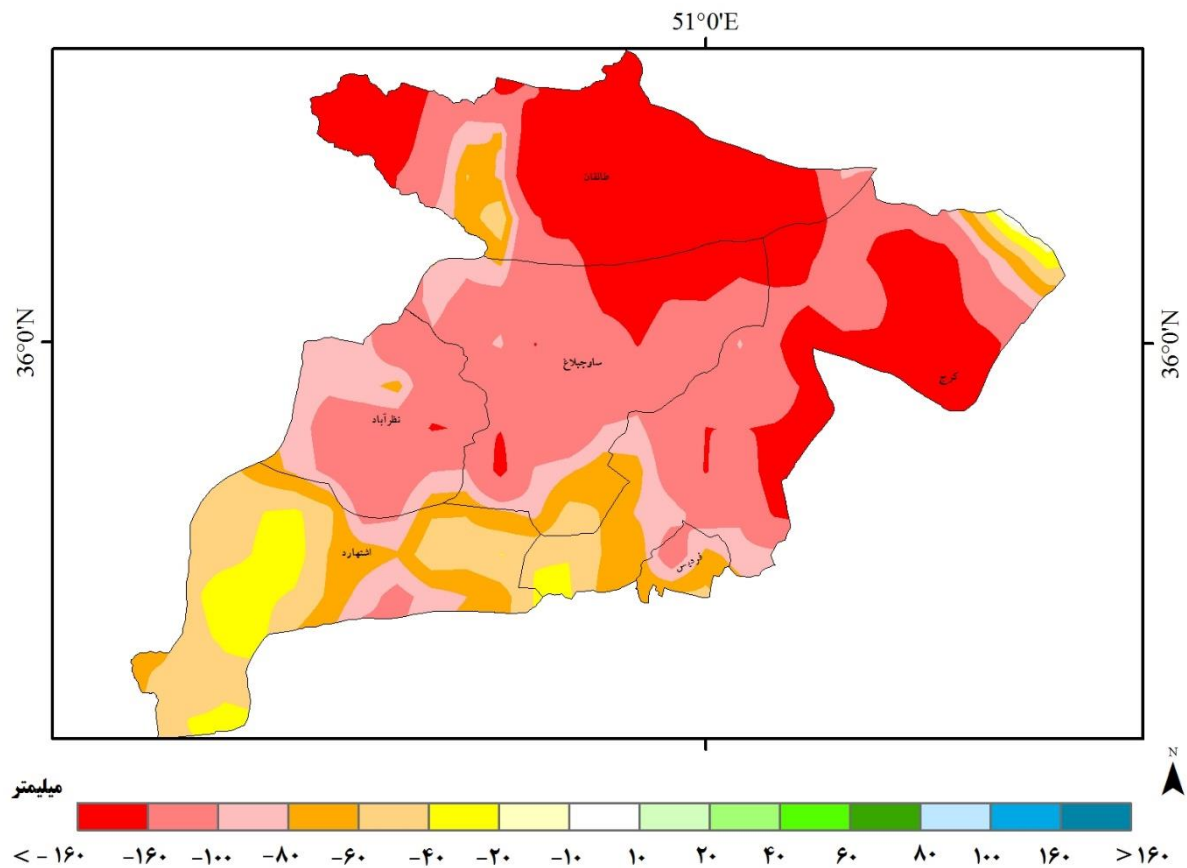 51°0'E
36°0'N
36°0'N
طالقان
ساوجبلاغ
کرج
نظرآباد
اشتهارد
فردیس
N
میلیمتر
< -۱۶۰ -۱۶۰ -۱۰۰ -۸۰ -۶۰ -۴۰ -۲۰ -۱۰ ۱۰ ۲۰ ۴۰ ۶۰ ۸۰ ۱۰۰ ۱۶۰ >۱۶۰